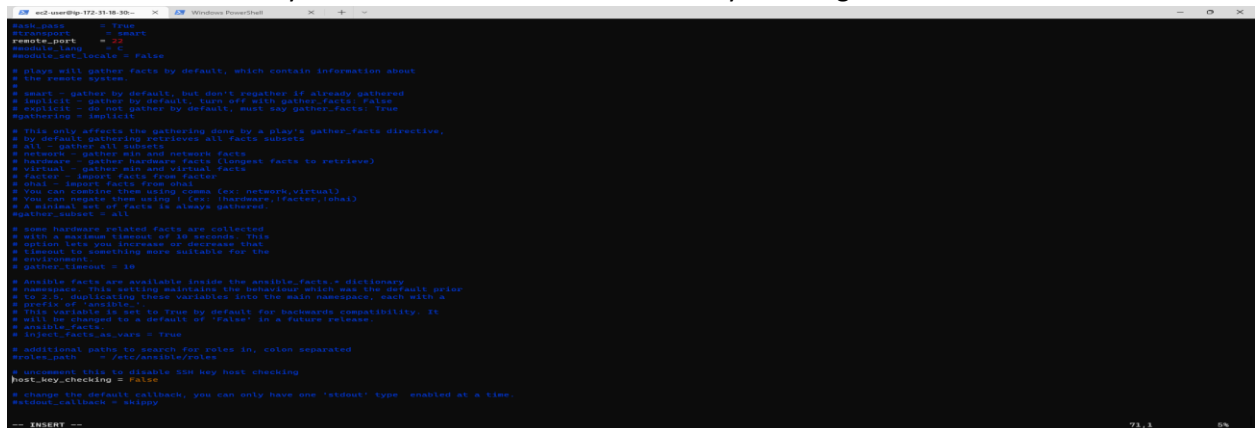 ec2-user@ip-172-31-18-30:~ × Windows PowerShell × + ⌄ − ×
#ask_pass = True
#transport = smart
remote_port = 22
#module_lang = C
#module_set_locale = False
# plays will gather facts by default, which contain information about
# the remote system.
#
# smart - gather by default, but don't regather if already gathered
# implicit - gather by default, turn off with gather_facts: False
# explicit - do not gather by default, must say gather_facts: True
#gathering = implicit
# This only affects the gathering done by a play's gather_facts directive,
# by default gathering retrieves all facts subsets
# all - gather all subsets
# network - gather min and network facts
# hardware - gather hardware facts (longest facts to retrieve)
# virtual - gather min and virtual facts
# facter - import facts from facter
# ohai - import facts from ohai
# You can combine them using comma (ex: network,virtual)
# You can negate them using ! (ex: !hardware,!facter,!ohai)
# A minimal set of facts is always gathered.
#gather_subset = all
# some hardware related facts are collected
# with a maximum timeout of 10 seconds. This
# option lets you increase or decrease that
# timeout to something more suitable for the
# environment.
# gather_timeout = 10
# Ansible facts are available inside the ansible_facts.* dictionary
# namespace. This setting maintains the behaviour which was the default prior
# to 2.5, duplicating these variables into the main namespace, each with a
# prefix of 'ansible_'.
# This variable is set to True by default for backwards compatibility. It
# will be changed to a default of 'False' in a future release.
# ansible_facts.
# inject_facts_as_vars = True
# additional paths to search for roles in, colon separated
#roles_path = /etc/ansible/roles
# uncomment this to disable SSH key host checking
host_key_checking = False
# change the default callback, you can only have one 'stdout' type enabled at a time.
#stdout_callback = skippy
-- INSERT -- 71,1 5%